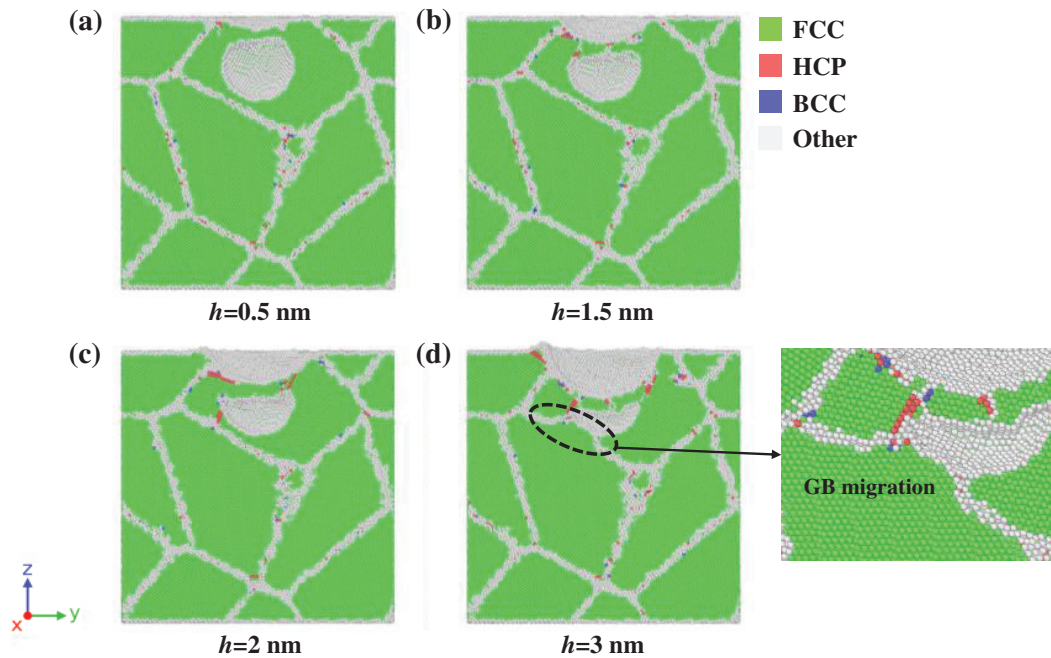 (a)
(b)
FCC
HCP
BCC
Other
h=0.5 nm
h=1.5 nm
(c)
(d)
GB migration
z
y
x
h=2 nm
h=3 nm